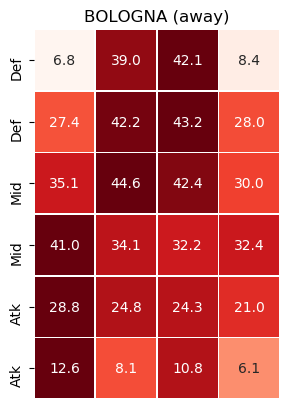 BOLOGNA (away)
Def 6.8 39.0 42.1 8.4
Def 27.4 42.2 43.2 28.0
Mid 35.1 44.6 42.4 30.0
Mid 41.0 34.1 32.2 32.4
Atk 28.8 24.8 24.3 21.0
Atk 12.6 8.1 10.8 6.1